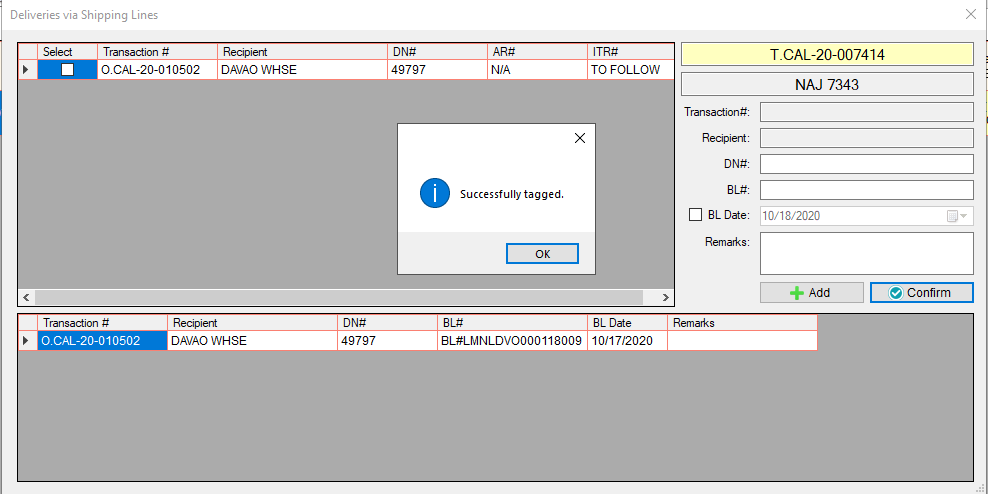 Deliveries via Shipping Lines
Select Transaction # Recipient DN# AR# ITR#
O.CAL-20-010502 DAVAO WHSE 49797 N/A TO FOLLOW
T.CAL-20-007414
NAJ 7343
Transaction#:
Recipient:
DN#:
BL#:
BL Date: 10/18/2020
Remarks:
Add Confirm
Successfully tagged.
OK
Transaction # Recipient DN# BL# BL Date Remarks
O.CAL-20-010502 DAVAO WHSE 49797 BL#LMNLDVO000118009 10/17/2020